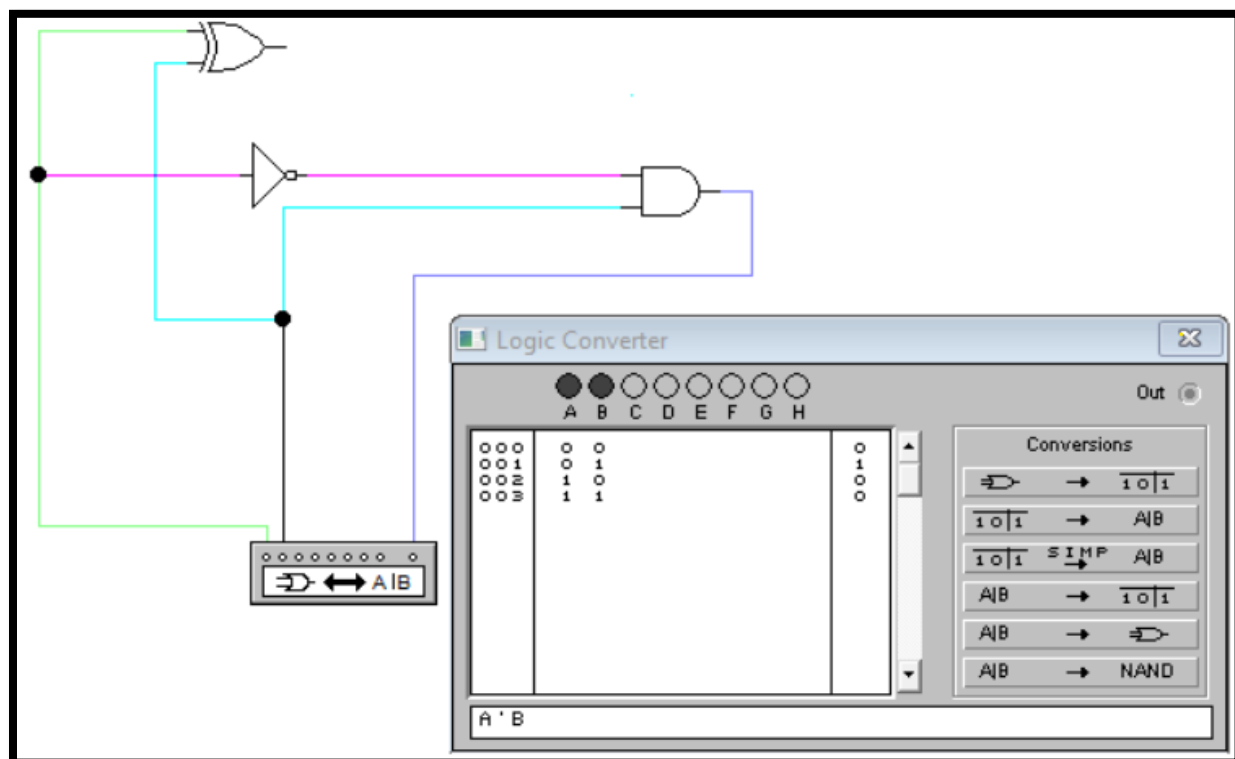 Logic Converter
Out
A B C D E F G H
000 0 0 0
001 0 1 1
002 1 0 0
003 1 1 0
Conversions
→ 1 0|1
1 0|1 → A|B
1 0|1 SIMP → A|B
A|B → 1 0|1
A|B →
A|B → NAND
A|B
A'B